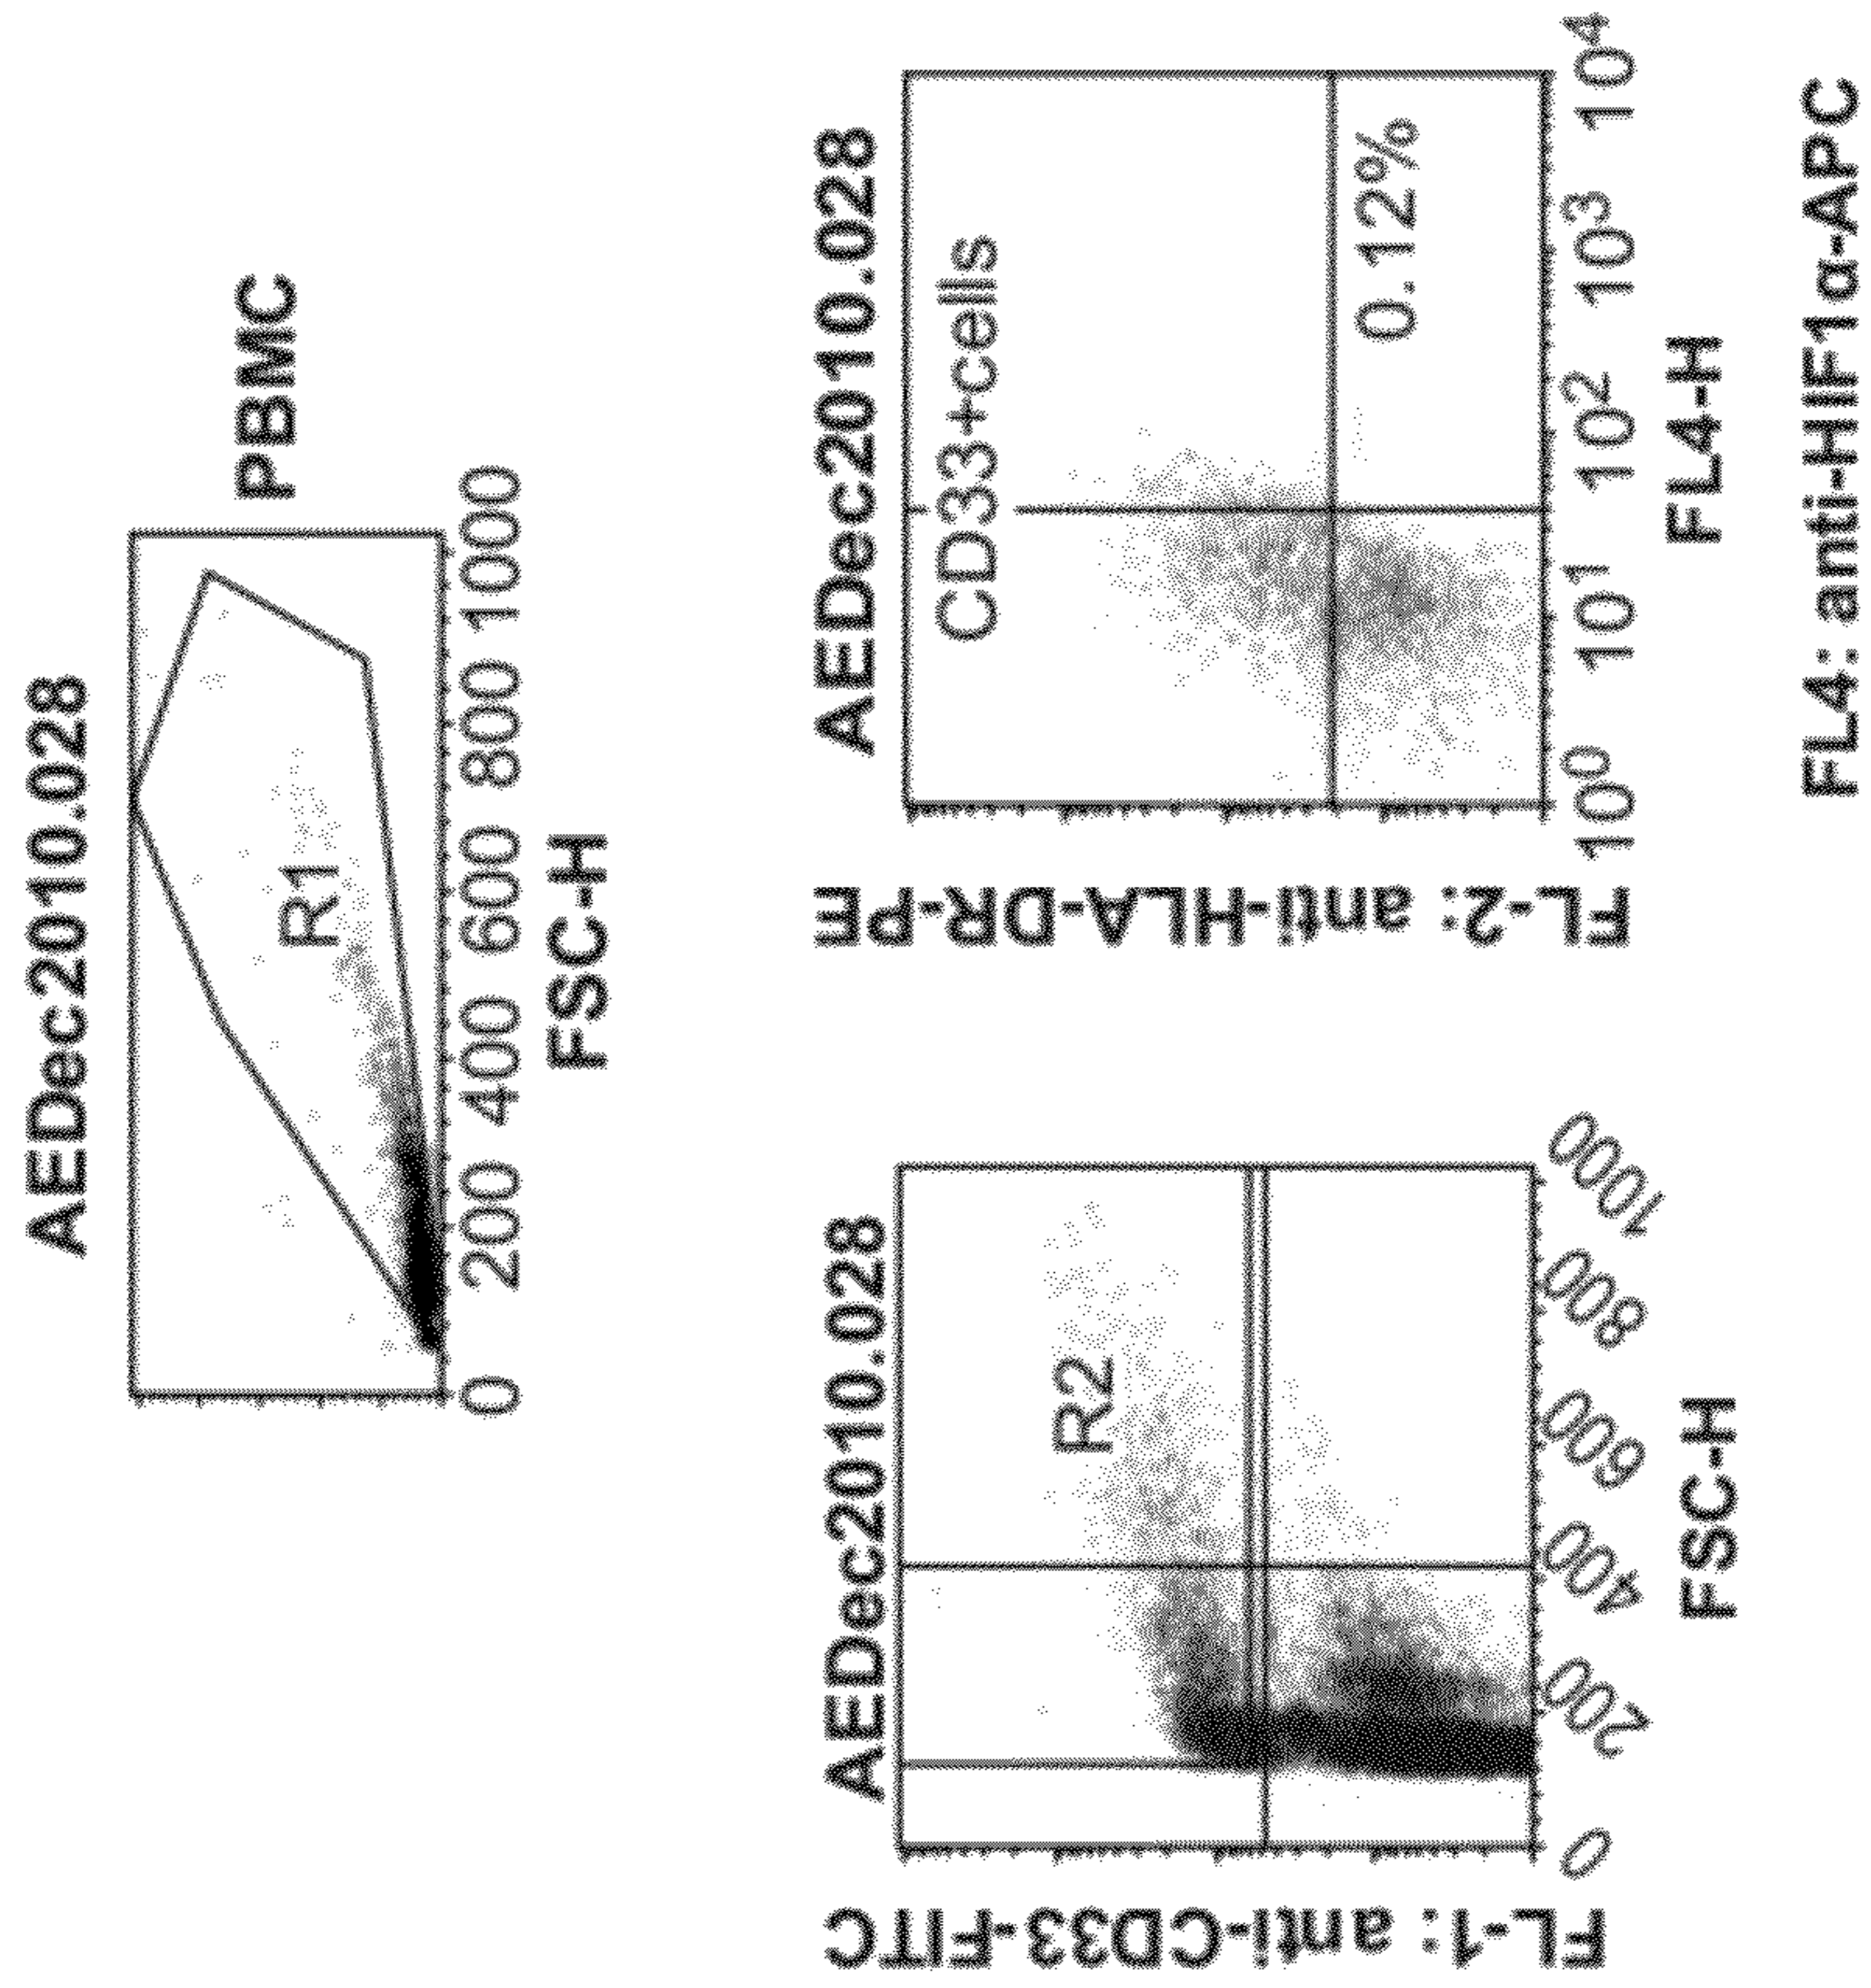 AEDec2010.028
PBMC
R1
0 200 400 600 800 1000
FSC-H
AEDec2010.028
FL-1: anti-CD33-FITC
R2
0 200 400 600 800 1000
FSC-H
AEDec2010.028
FL-2: anti-HLA-DR-PE
CD33+cells
0.12%
10⁰ 10¹ 10² 10³ 10⁴
FL4-H
FL4: anti-HIF1α-APC